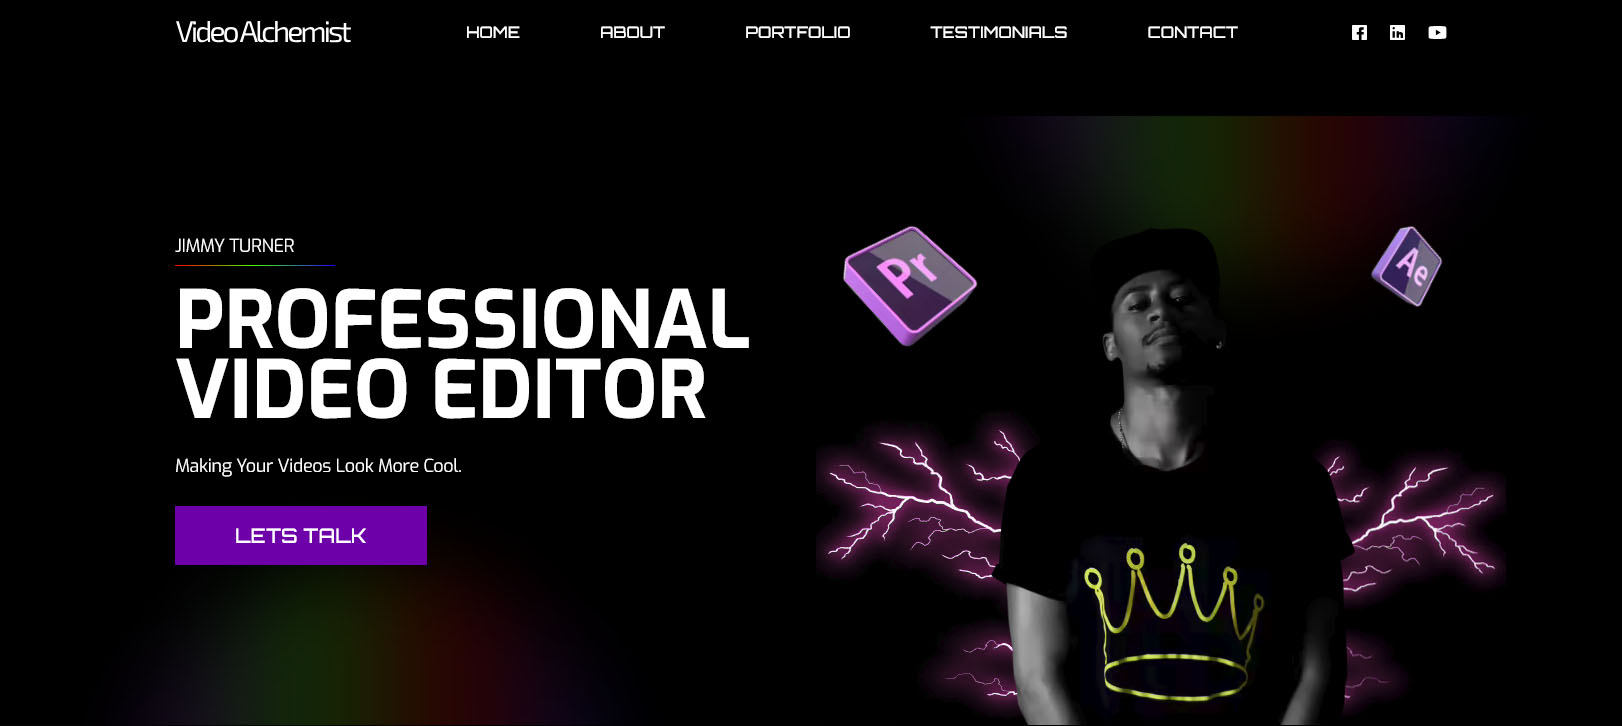 VideoAlchemist
HOME ABOUT PORTFOLIO TESTIMONIALS CONTACT
JIMMY TURNER
PROFESSIONAL
VIDEO EDITOR
Making Your Videos Look More Cool.
LETS TALK
Pr
Ae